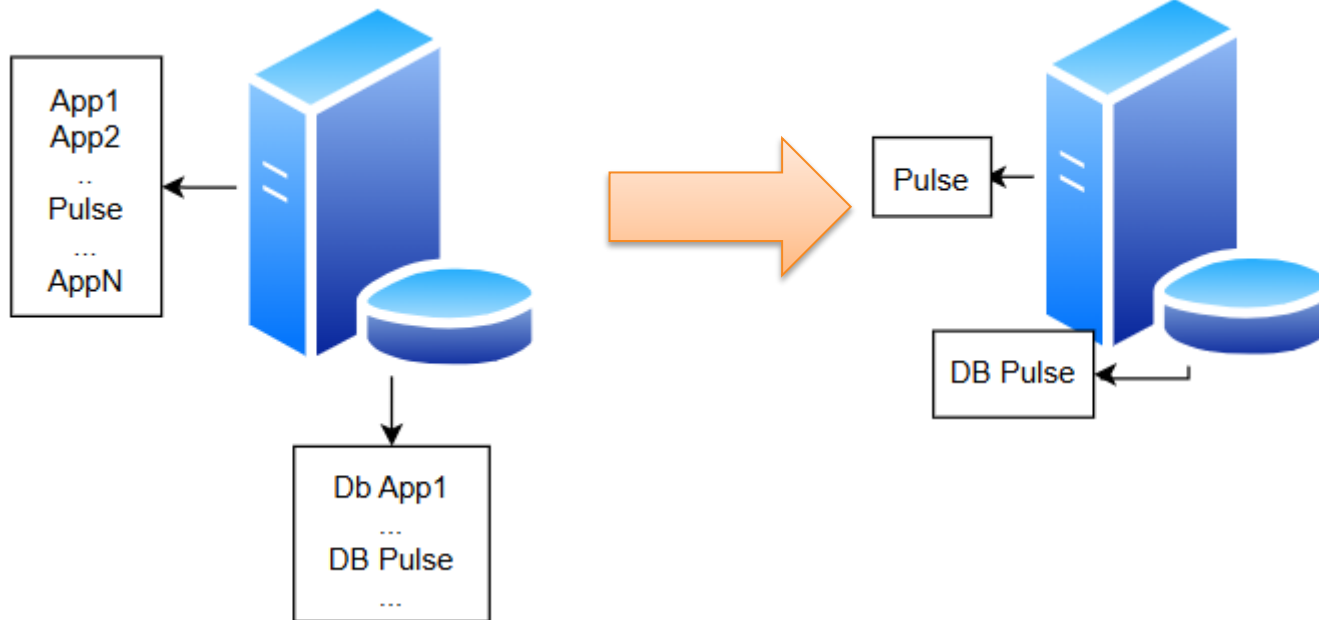 App1
App2
..
Pulse
...
AppN
Db App1
...
DB Pulse
...
Pulse
DB Pulse